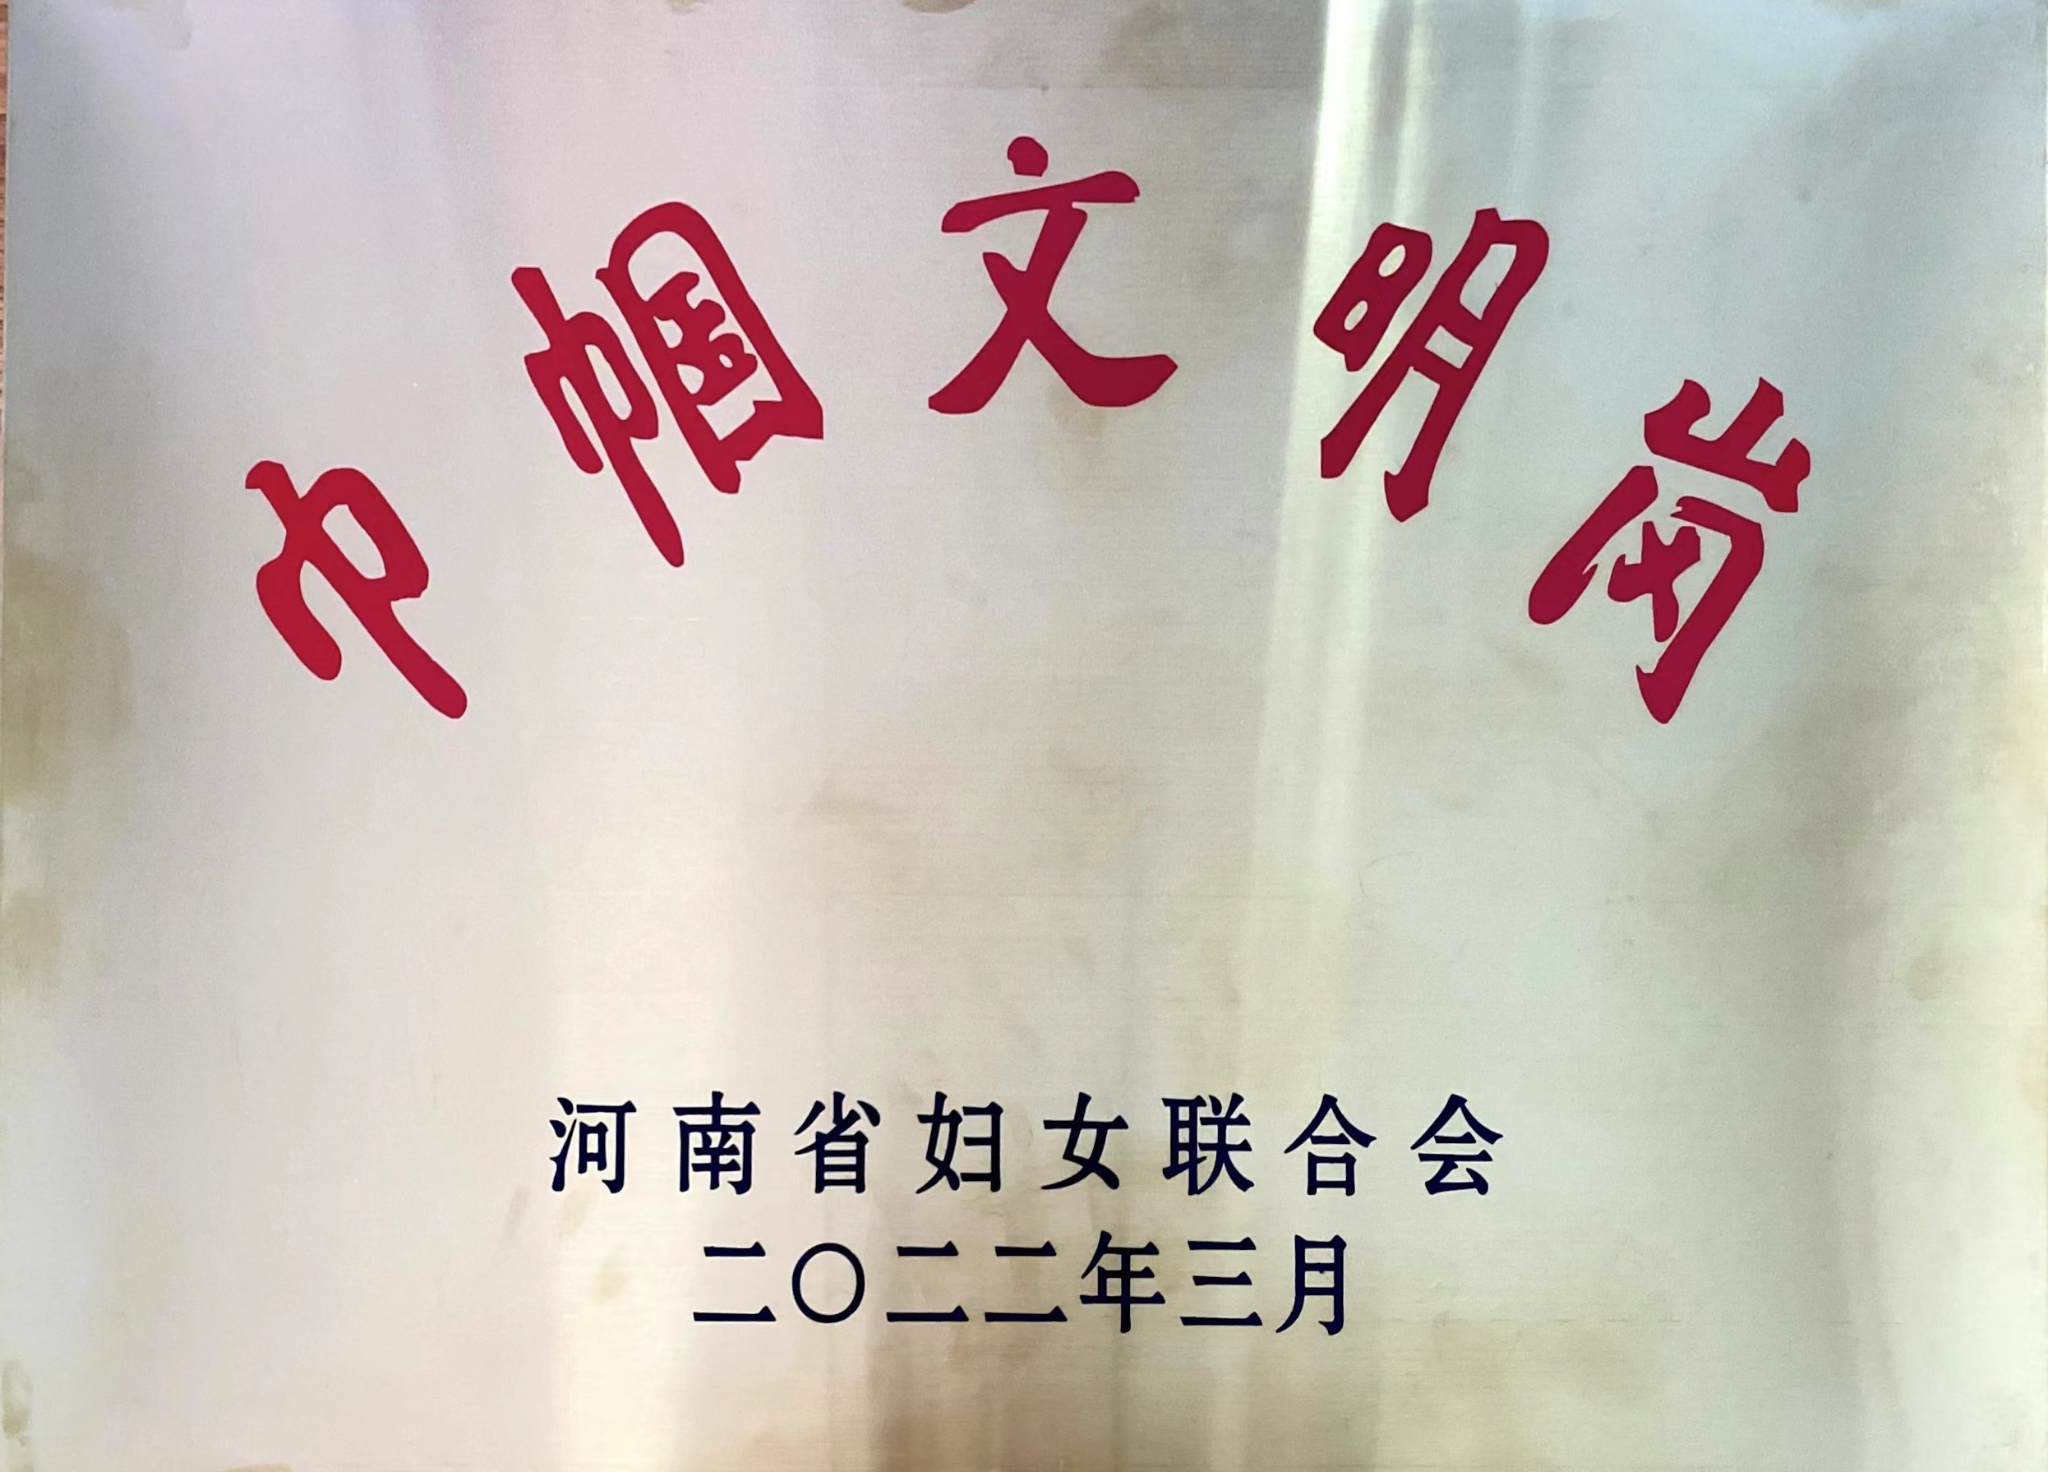 巾帼文明岗
河南省妇女联合会
二〇二二年三月